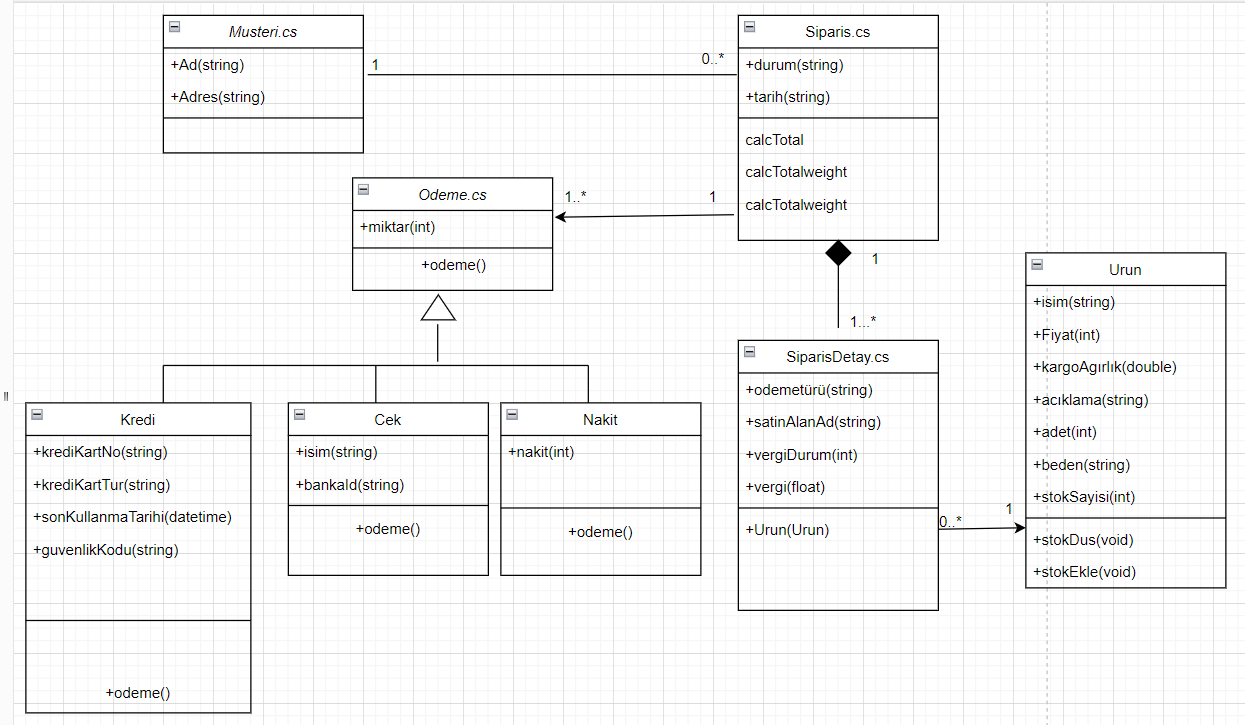 Musteri.cs
+Ad(string)
+Adres(string)
1
0..*
Siparis.cs
+durum(string)
+tarih(string)
calcTotal
calcTotalweight
calcTotalweight
Odeme.cs
+miktar(int)
+odeme()
1..*
1
1
1...*
Kredi
+krediKartNo(string)
+krediKartTur(string)
+sonKullanmaTarihi(datetime)
+guvenlikKodu(string)
+odeme()
Cek
+isim(string)
+bankaId(string)
+odeme()
Nakit
+nakit(int)
+odeme()
SiparisDetay.cs
+odemetürü(string)
+satinAlanAd(string)
+vergiDurum(int)
+vergi(float)
+Urun(Urun)
0..*
1
Urun
+isim(string)
+Fiyat(int)
+kargoAgırlık(double)
+acıklama(string)
+adet(int)
+beden(string)
+stokSayisi(int)
+stokDus(void)
+stokEkle(void)